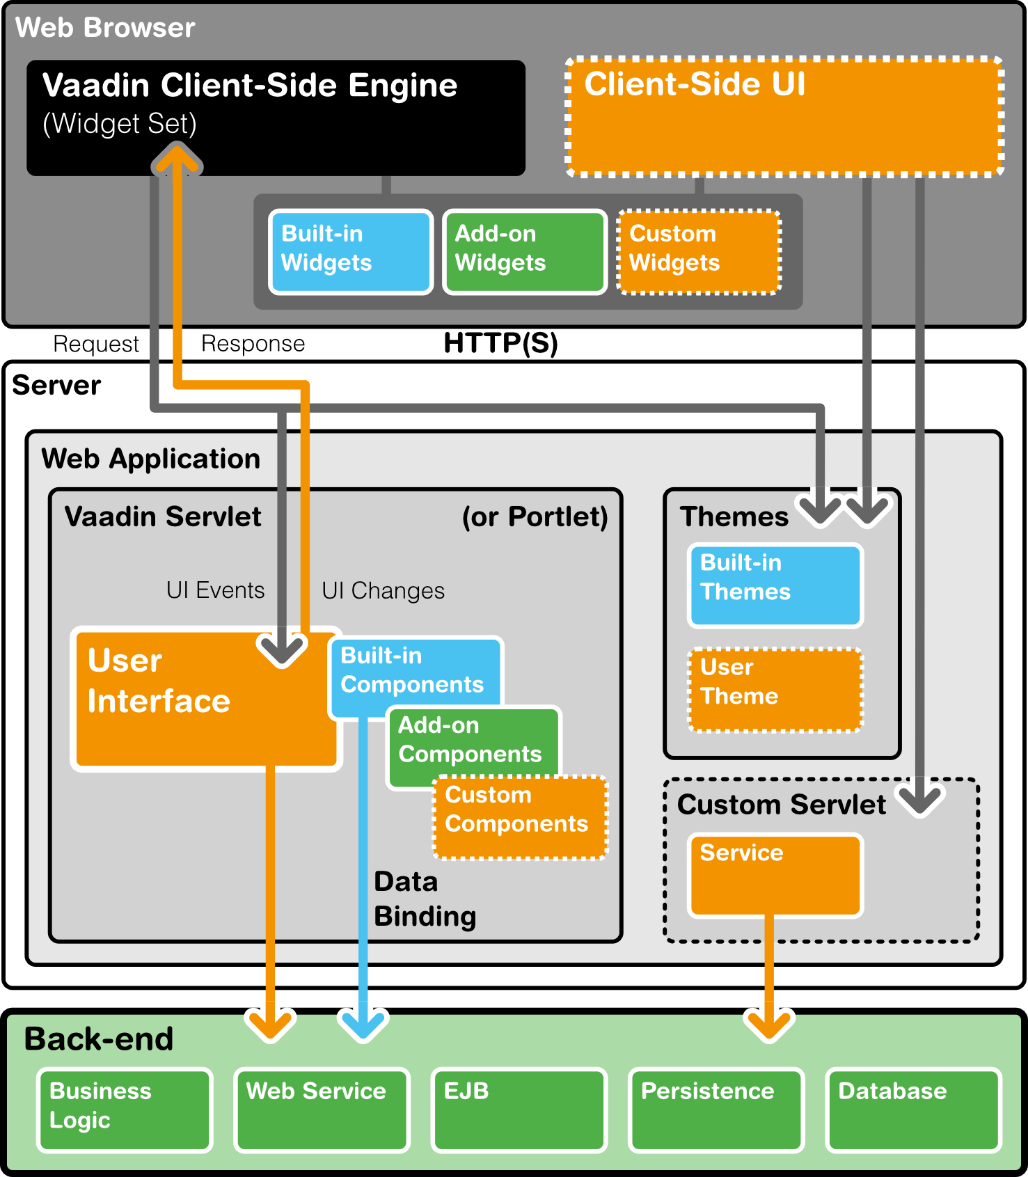 Web Browser
Vaadin Client-Side Engine
(Widget Set)
Client-Side UI
Built-in
Widgets
Add-on
Widgets
Custom
Widgets
Request
Response
HTTP(S)
Server
Web Application
Vaadin Servlet
(or Portlet)
UI Events
UI Changes
User
Interface
Built-in
Components
Add-on
Components
Custom
Components
Data
Binding
Themes
Built-in
Themes
User
Theme
Custom Servlet
Service
Back-end
Business
Logic
Web Service
EJB
Persistence
Database